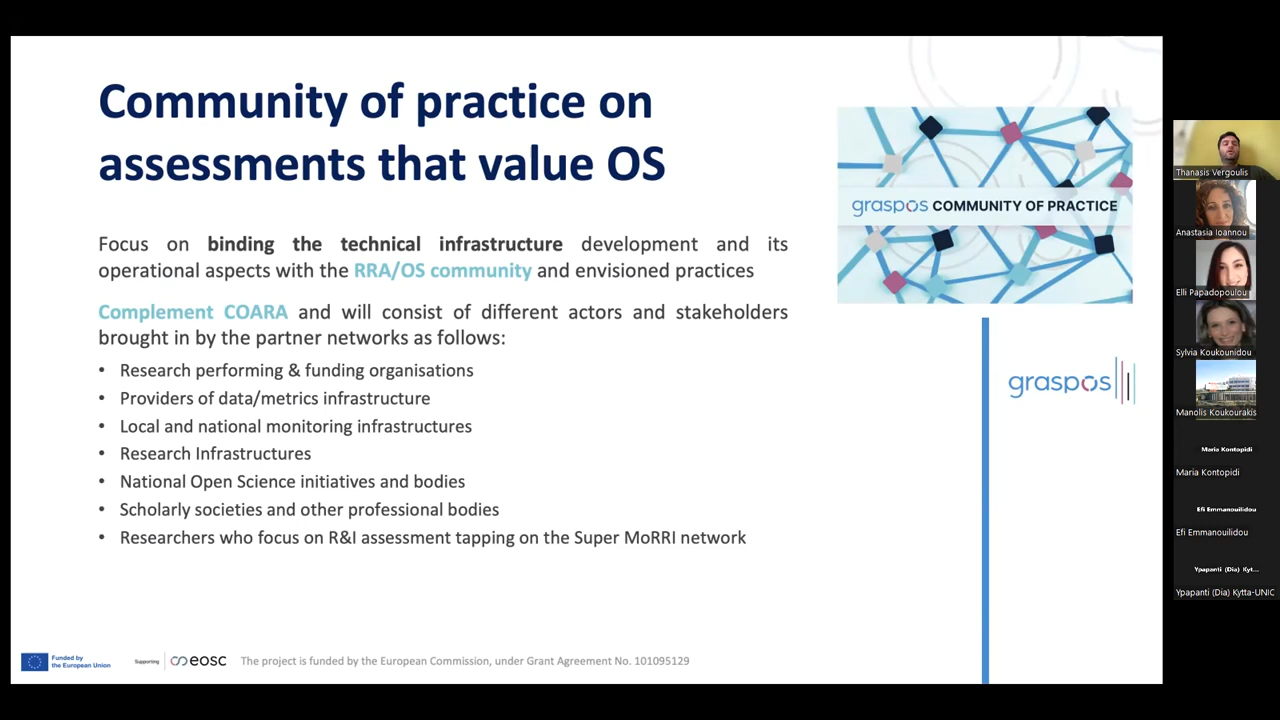 Community of practice on
assessments that value OS
Focus on binding the technical infrastructure development and its
operational aspects with the RRA/OS community and envisioned practices
Complement COARA and will consist of different actors and stakeholders
brought in by the partner networks as follows:
• Research performing & funding organisations
• Providers of data/metrics infrastructure
• Local and national monitoring infrastructures
• Research Infrastructures
• National Open Science initiatives and bodies
• Scholarly societies and other professional bodies
• Researchers who focus on R&I assessment tapping on the Super MoRRI network
graspos COMMUNITY OF PRACTICE
graspos
Funded by
the European Union
Supporting
eosc
The project is funded by the European Commission, under Grant Agreement No. 101095129
Thanasis Vergoulis
Anastasia Ioannou
Elli Papadopoulou
Sylvia Koukounidou
Manolis Koukourakis
Maria Kontopidi
Maria Kontopidi
Efi Emmanouilidou
Efi Emmanouilidou
Ypapanti (Dia) Kyt...
Ypapanti (Dia) Kytta-UNIC